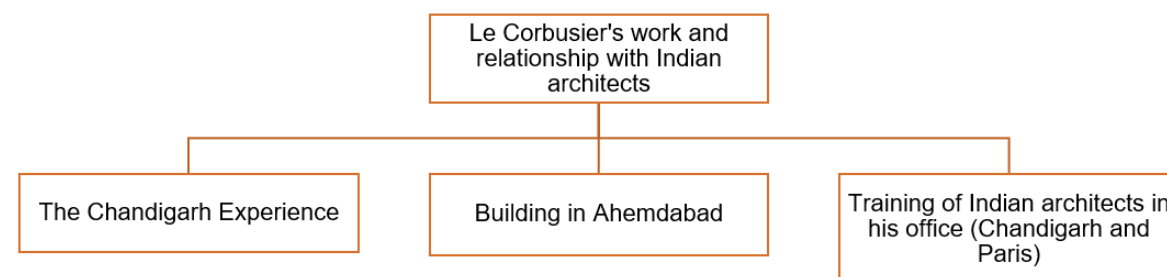 Le Corbusier's work and
relationship with Indian
architects
The Chandigarh Experience
Building in Ahemdabad
Training of Indian architects in
his office (Chandigarh and
Paris)